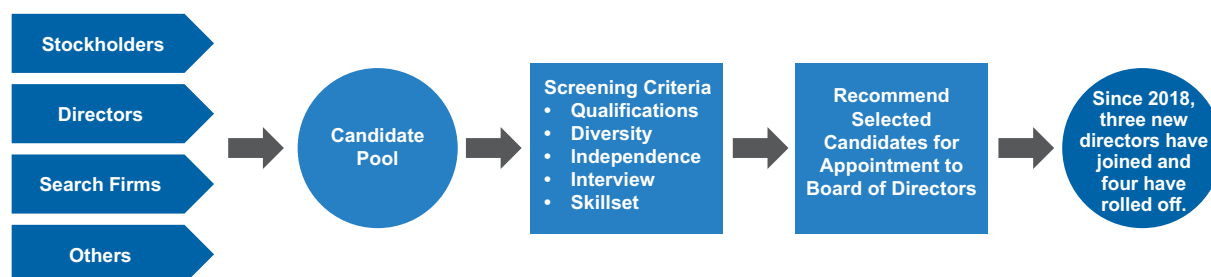 Stockholders
Directors
Search Firms
Others
Candidate
Pool
Screening Criteria
• Qualifications
• Diversity
• Independence
• Interview
• Skillset
Recommend
Selected
Candidates for
Appointment to
Board of Directors
Since 2018,
three new
directors have
joined and
four have
rolled off.